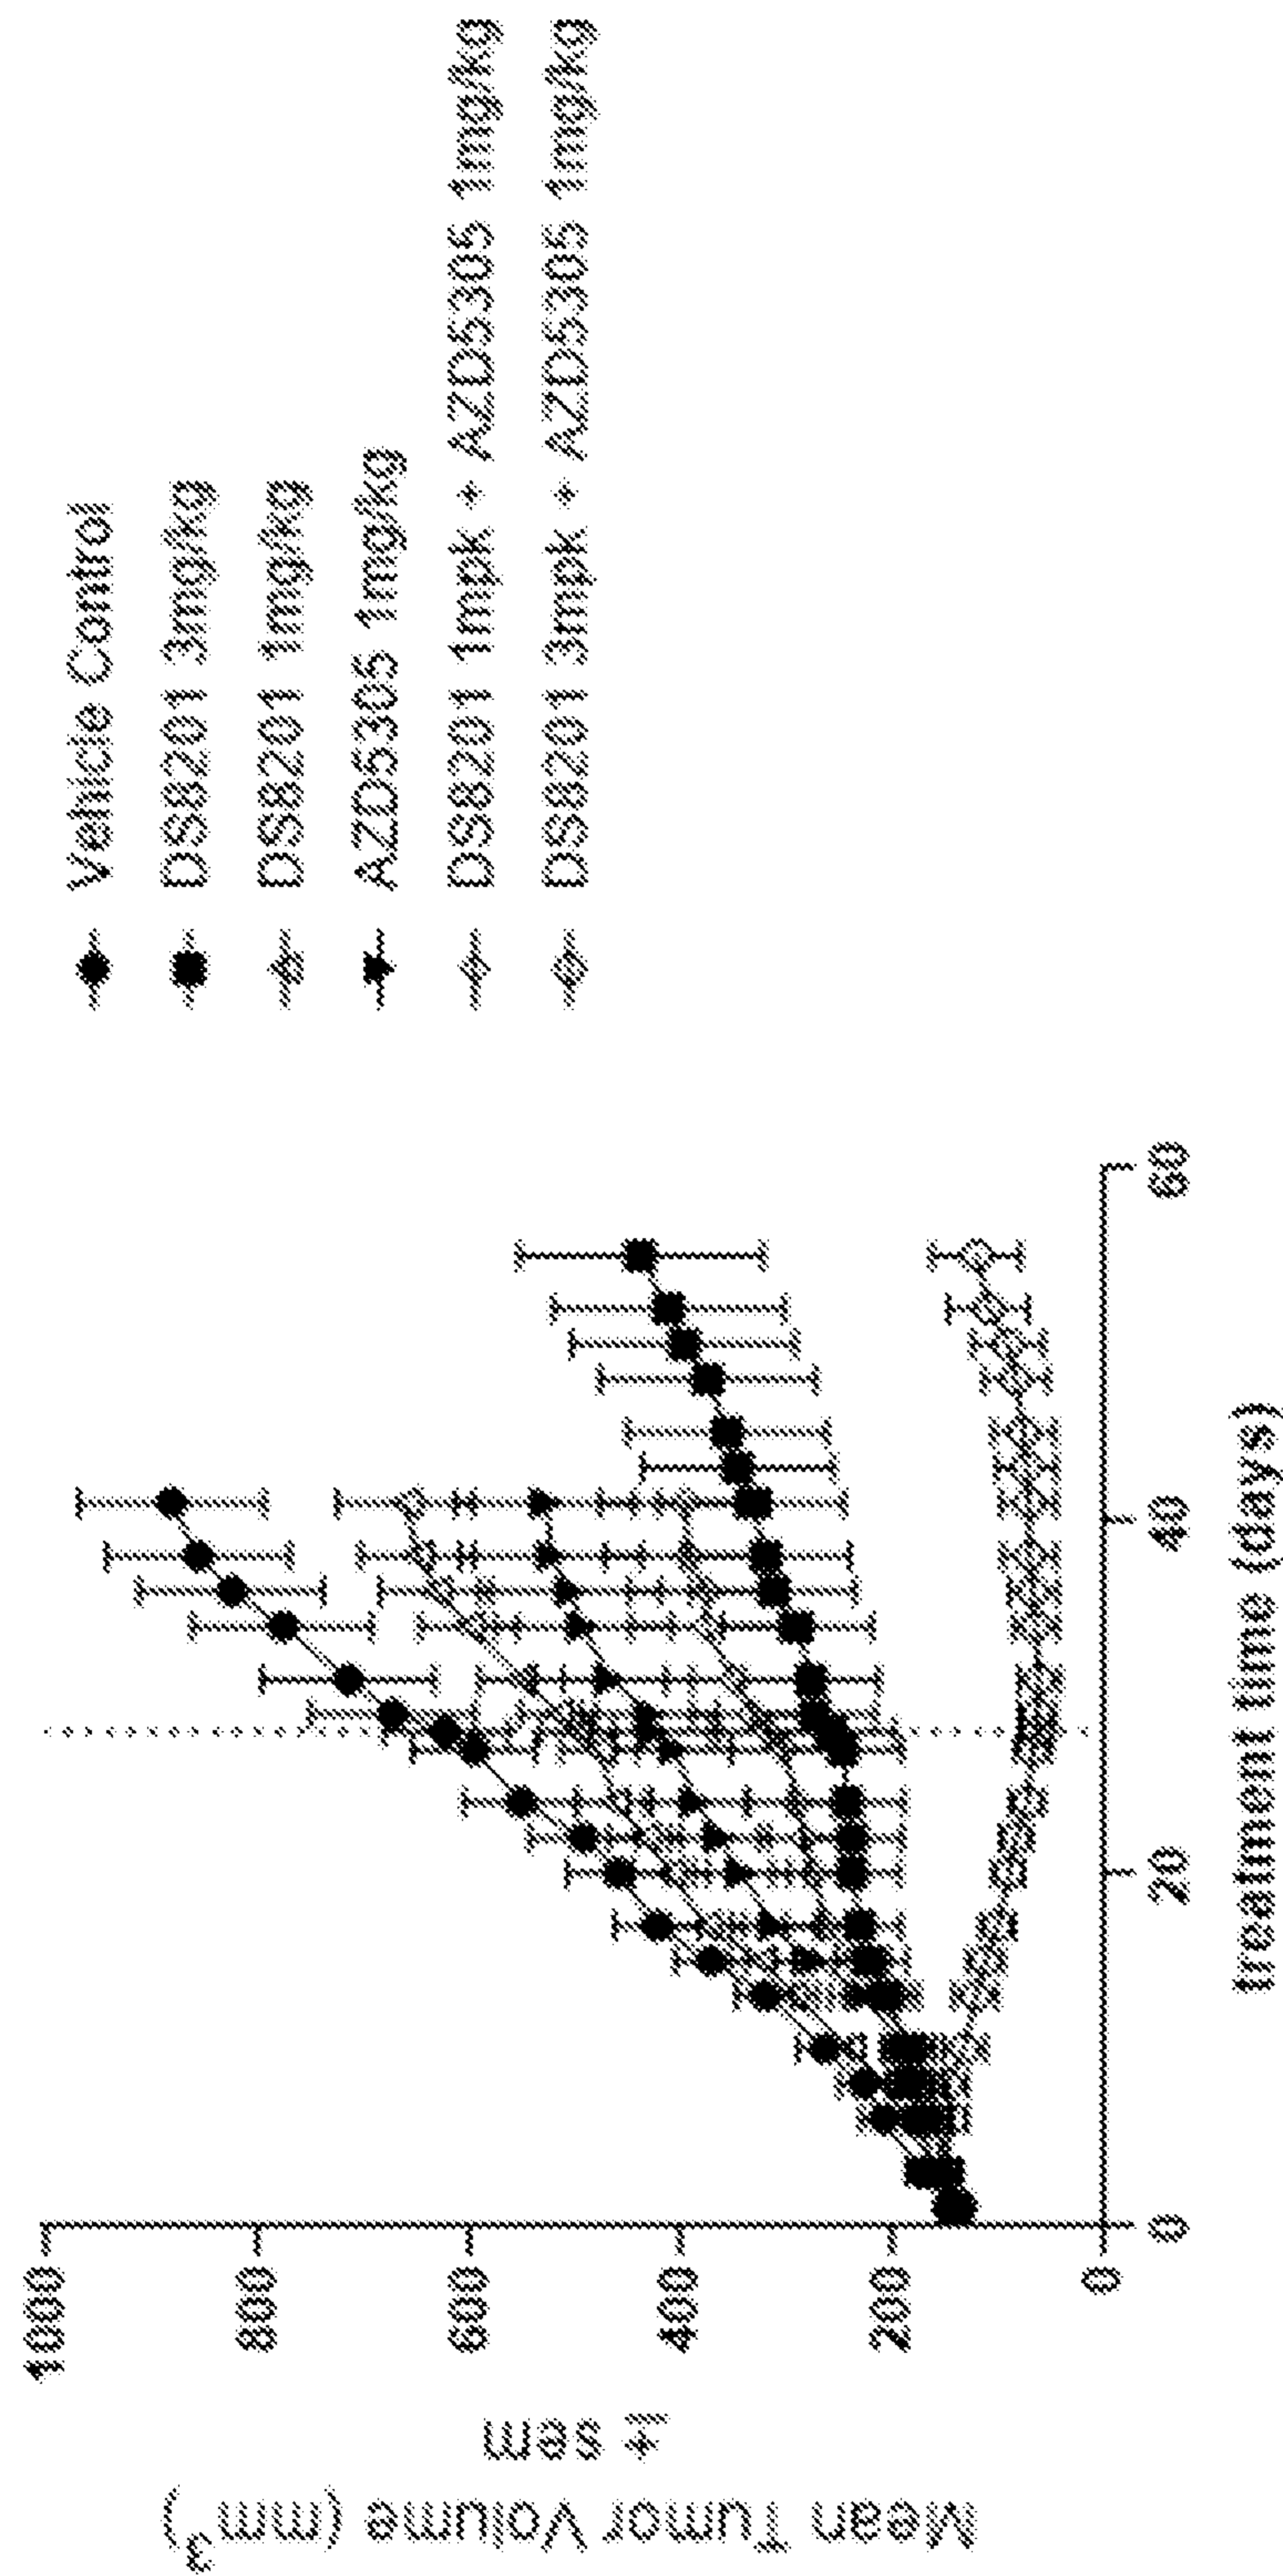 Vehicle Control
DS8201 3mg/kg
DS8201 1mg/kg
AZD5305 1mg/kg
DS8201 1mpk + AZD5305 1mg/kg
DS8201 3mpk + AZD5305 1mg/kg
Mean Tumor Volume (mm³)
± sem
1000
800
600
400
200
0
0
20
40
60
treatment time (days)